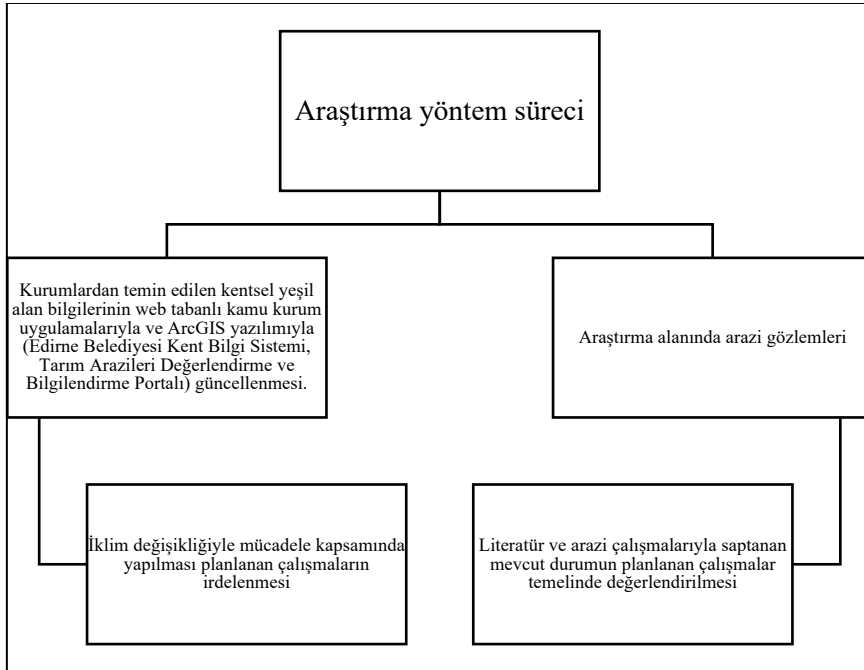 Araştırma yöntem süreci
Kurumlardan temin edilen kentsel yeşil
alan bilgilerinin web tabanlı kamu kurum
uygulamalarıyla ve ArcGIS yazılımıyla
(Edirne Belediyesi Kent Bilgi Sistemi,
Tarım Arazileri Değerlendirme ve
Bilgilendirme Portalı) güncellenmesi.
Araştırma alanında arazi gözlemleri
İklim değişikliğiyle mücadele kapsamında
yapılması planlanan çalışmaların
irdelenmesi
Literatür ve arazi çalışmalarıyla saptanan
mevcut durumun planlanan çalışmalar
temelinde değerlendirilmesi